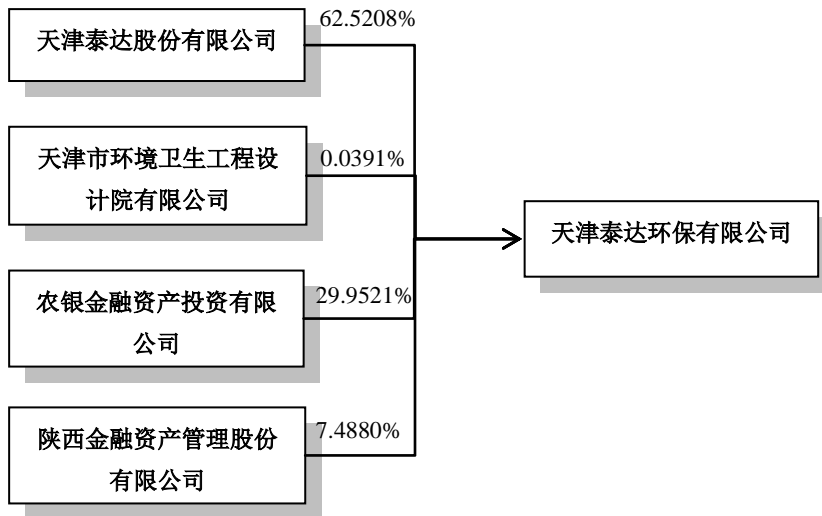 天津泰达股份有限公司
62.5208%
天津市环境卫生工程设
计院有限公司
0.0391%
天津泰达环保有限公司
农银金融资产投资有限
公司
29.9521%
陕西金融资产管理股份
有限公司
7.4880%